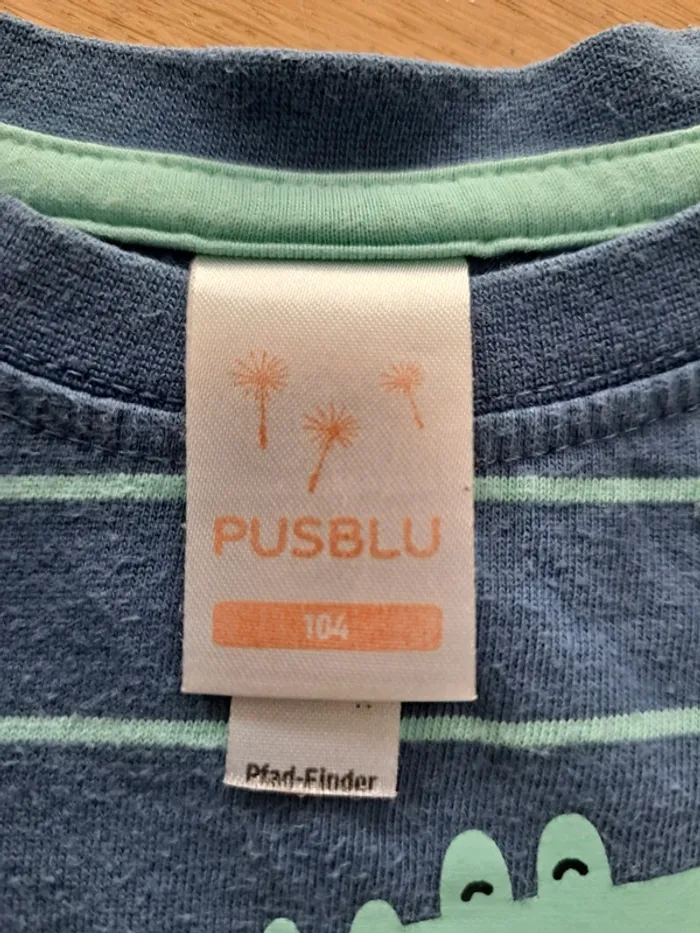 PUSBLU
104
Pfad-Finder